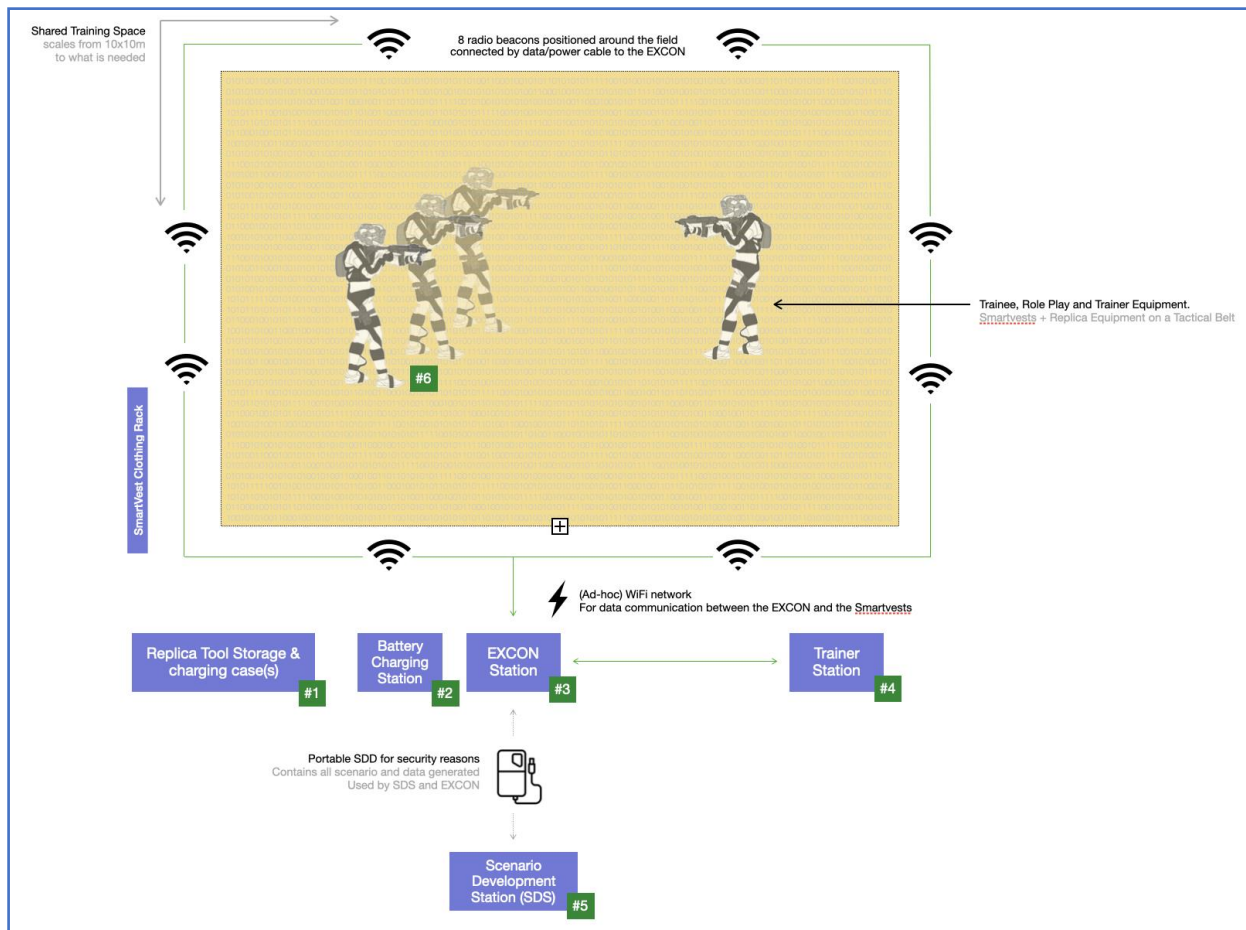 Shared Training Space
scales from 10x10m
to what is needed
8 radio beacons positioned around the field
connected by data/power cable to the EXCON
Trainee, Role Play and Trainer Equipment.
Smartvests + Replica Equipment on a Tactical Belt
#6
SmartVest Clothing Rack
(Ad-hoc) WiFi network
For data communication between the EXCON and the Smartvests
Replica Tool Storage &
charging case(s)
#1
Battery
Charging
Station
#2
EXCON
Station
#3
Trainer
Station
#4
Portable SDD for security reasons
Contains all scenario and data generated
Used by SDS and EXCON
Scenario
Development
Station (SDS)
#5